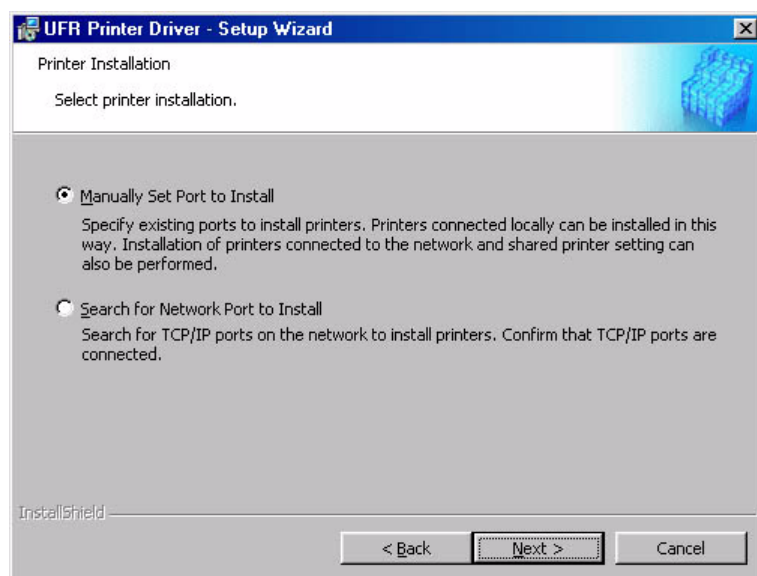 UFR Printer Driver - Setup Wizard
Printer Installation
Select printer installation.
Manually Set Port to Install
Specify existing ports to install printers. Printers connected locally can be installed in this
way. Installation of printers connected to the network and shared printer setting can
also be performed.
Search for Network Port to Install
Search for TCP/IP ports on the network to install printers. Confirm that TCP/IP ports are
connected.
InstallShield
< Back
Next >
Cancel